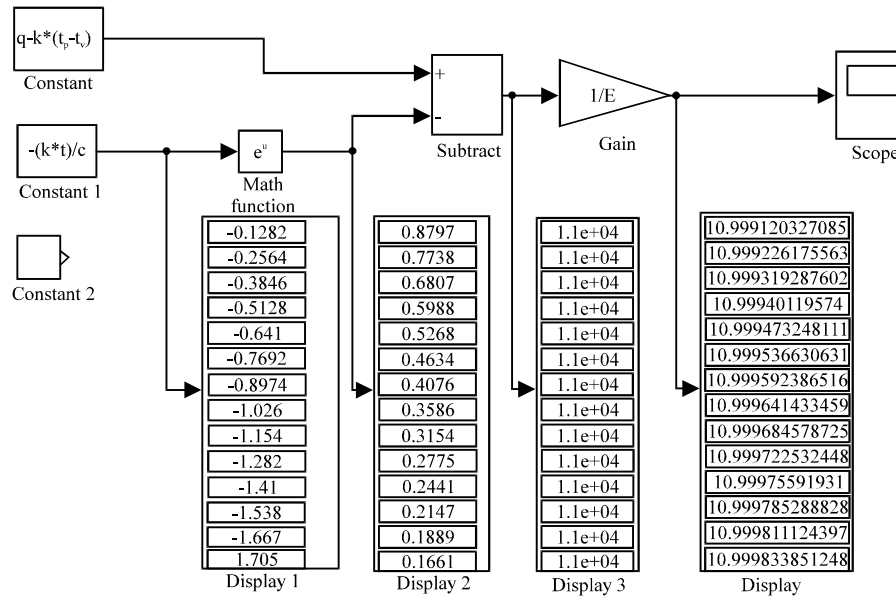 q-k*(tp-tv)
Constant
+
-
Subtract
1/E
Gain
Scope
-(k*t)/c
Constant 1
e^u
Math
function
Constant 2
-0.1282
-0.2564
-0.3846
-0.5128
-0.641
-0.7692
-0.8974
-1.026
-1.154
-1.282
-1.41
-1.538
-1.667
1.705
Display 1
0.8797
0.7738
0.6807
0.5988
0.5268
0.4634
0.4076
0.3586
0.3154
0.2775
0.2441
0.2147
0.1889
0.1661
Display 2
1.1e+04
1.1e+04
1.1e+04
1.1e+04
1.1e+04
1.1e+04
1.1e+04
1.1e+04
1.1e+04
1.1e+04
1.1e+04
1.1e+04
1.1e+04
1.1e+04
Display 3
10.999120327085
10.999226175563
10.999319287602
10.99940119574
10.999473248111
10.999536630631
10.999592386516
10.999641433459
10.999684578725
10.999722532448
10.99975591931
10.999785288828
10.999811124397
10.999833851248
Display